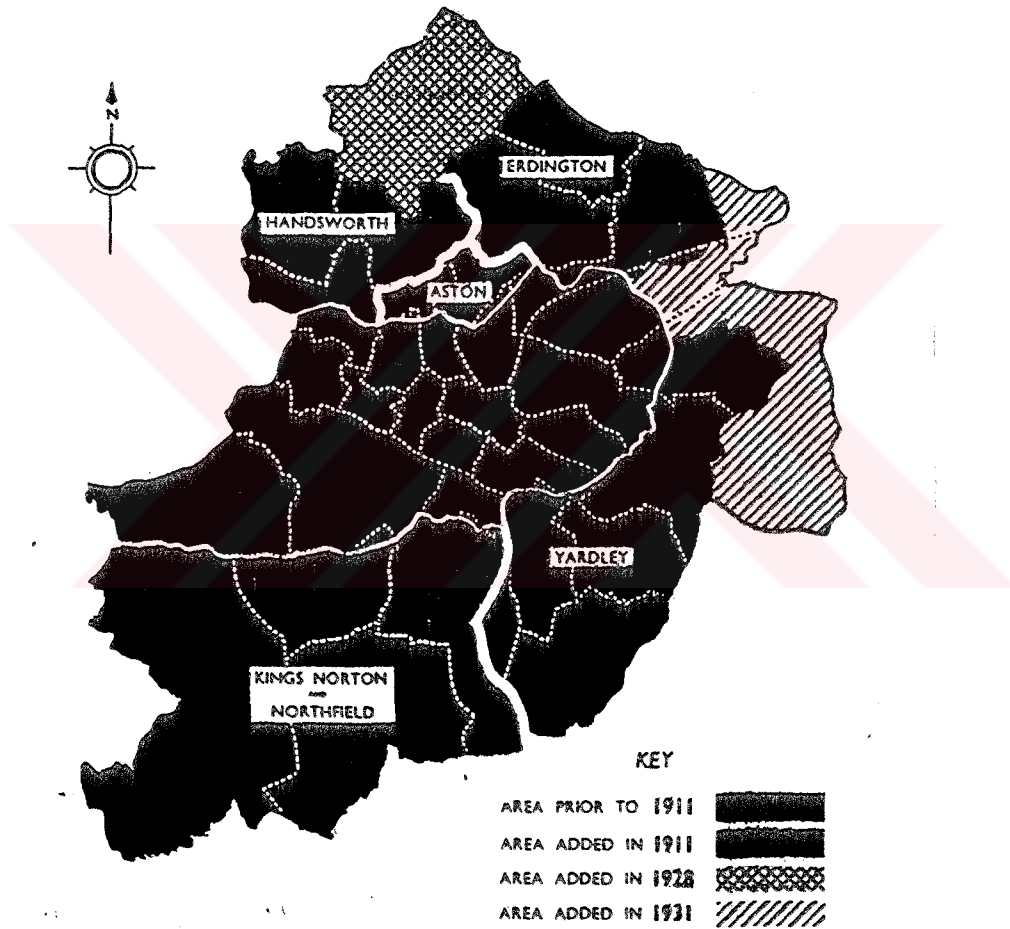 N
ERDINGTON
HANDSWORTH
ASTON
YARDLEY
KINGS NORTON
AND
NORTHFIELD
KEY
AREA PRIOR TO 1911
AREA ADDED IN 1911
AREA ADDED IN 1928
AREA ADDED IN 1931